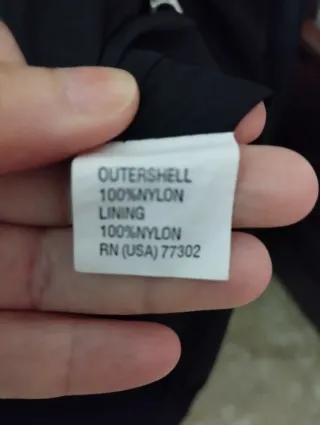 OUTERSHELL
100%NYLON
LINING
100%NYLON
RN (USA) 77302